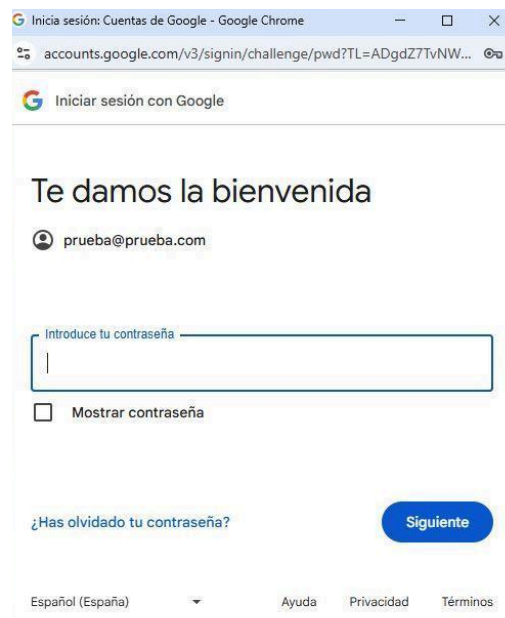 Inicia sesión: Cuentas de Google - Google Chrome
accounts.google.com/v3/signin/challenge/pwd?TL=ADgdZ7TvNW...
Iniciar sesión con Google
Te damos la bienvenida
prueba@prueba.com
Introduce tu contraseña
Mostrar contraseña
¿Has olvidado tu contraseña? Siguiente
Español (España) Ayuda Privacidad Términos